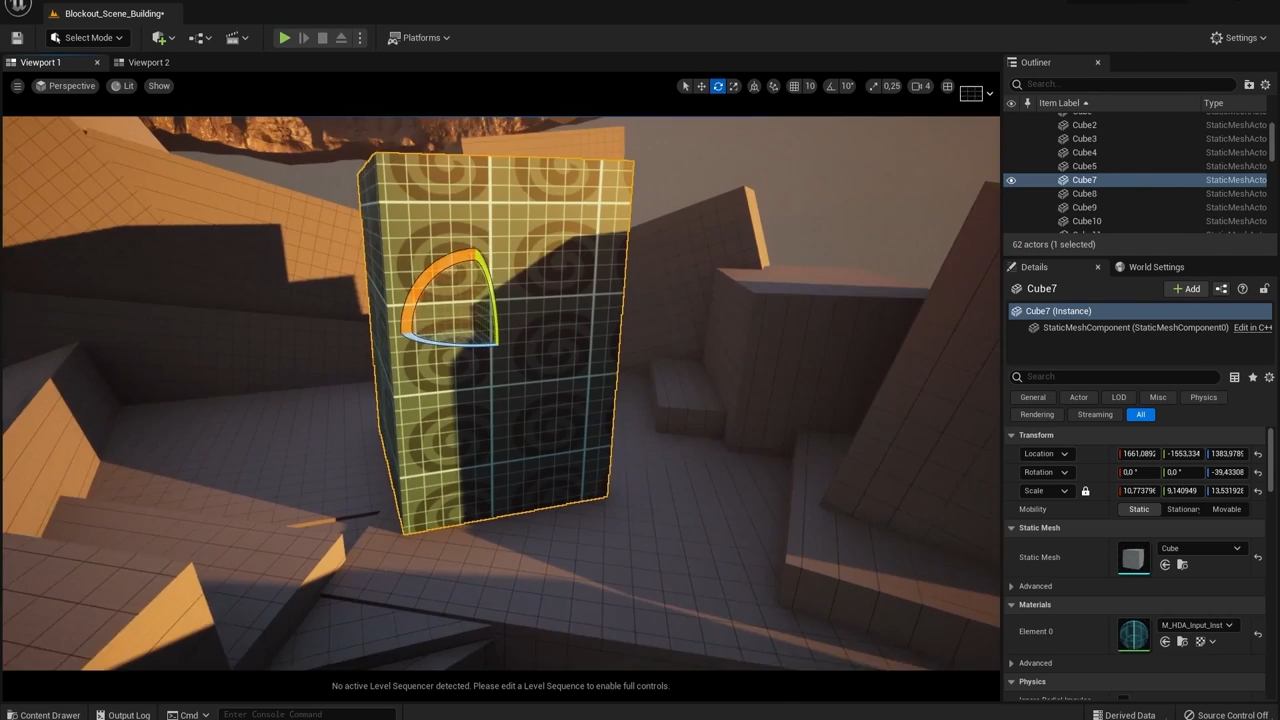 Blockout_Scene_Building•
Select Mode
Platforms
Settings
Viewport 1
Viewport 2
Outliner
Perspective
Lit
Show
10
10°
0,25
4
Search...
Item Label
Type
Cube2
StaticMeshActo
Cube3
StaticMeshActo
Cube4
StaticMeshActo
Cube5
StaticMeshActo
Cube7
StaticMeshActo
Cube8
StaticMeshActo
Cube9
StaticMeshActo
Cube10
StaticMeshActo
62 actors (1 selected)
Details
World Settings
Cube7
+ Add
Cube7 (Instance)
StaticMeshComponent (StaticMeshComponent0)
Edit in C++
Search
General
Actor
LOD
Misc
Physics
Rendering
Streaming
All
Transform
Location
1661,0892
-1553,334
1383,9789
Rotation
0,0 °
0,0 °
-39,43308
Scale
10,77379
9,140949
13,531928
Mobility
Static
Stationary
Movable
Static Mesh
Static Mesh
Cube
Advanced
Materials
Element 0
M_HDA_Input_Inst
Advanced
Physics
No active Level Sequencer detected. Please edit a Level Sequence to enable full controls.
Content Drawer
Output Log
Cmd
Enter Console Command
Derived Data
Source Control Off